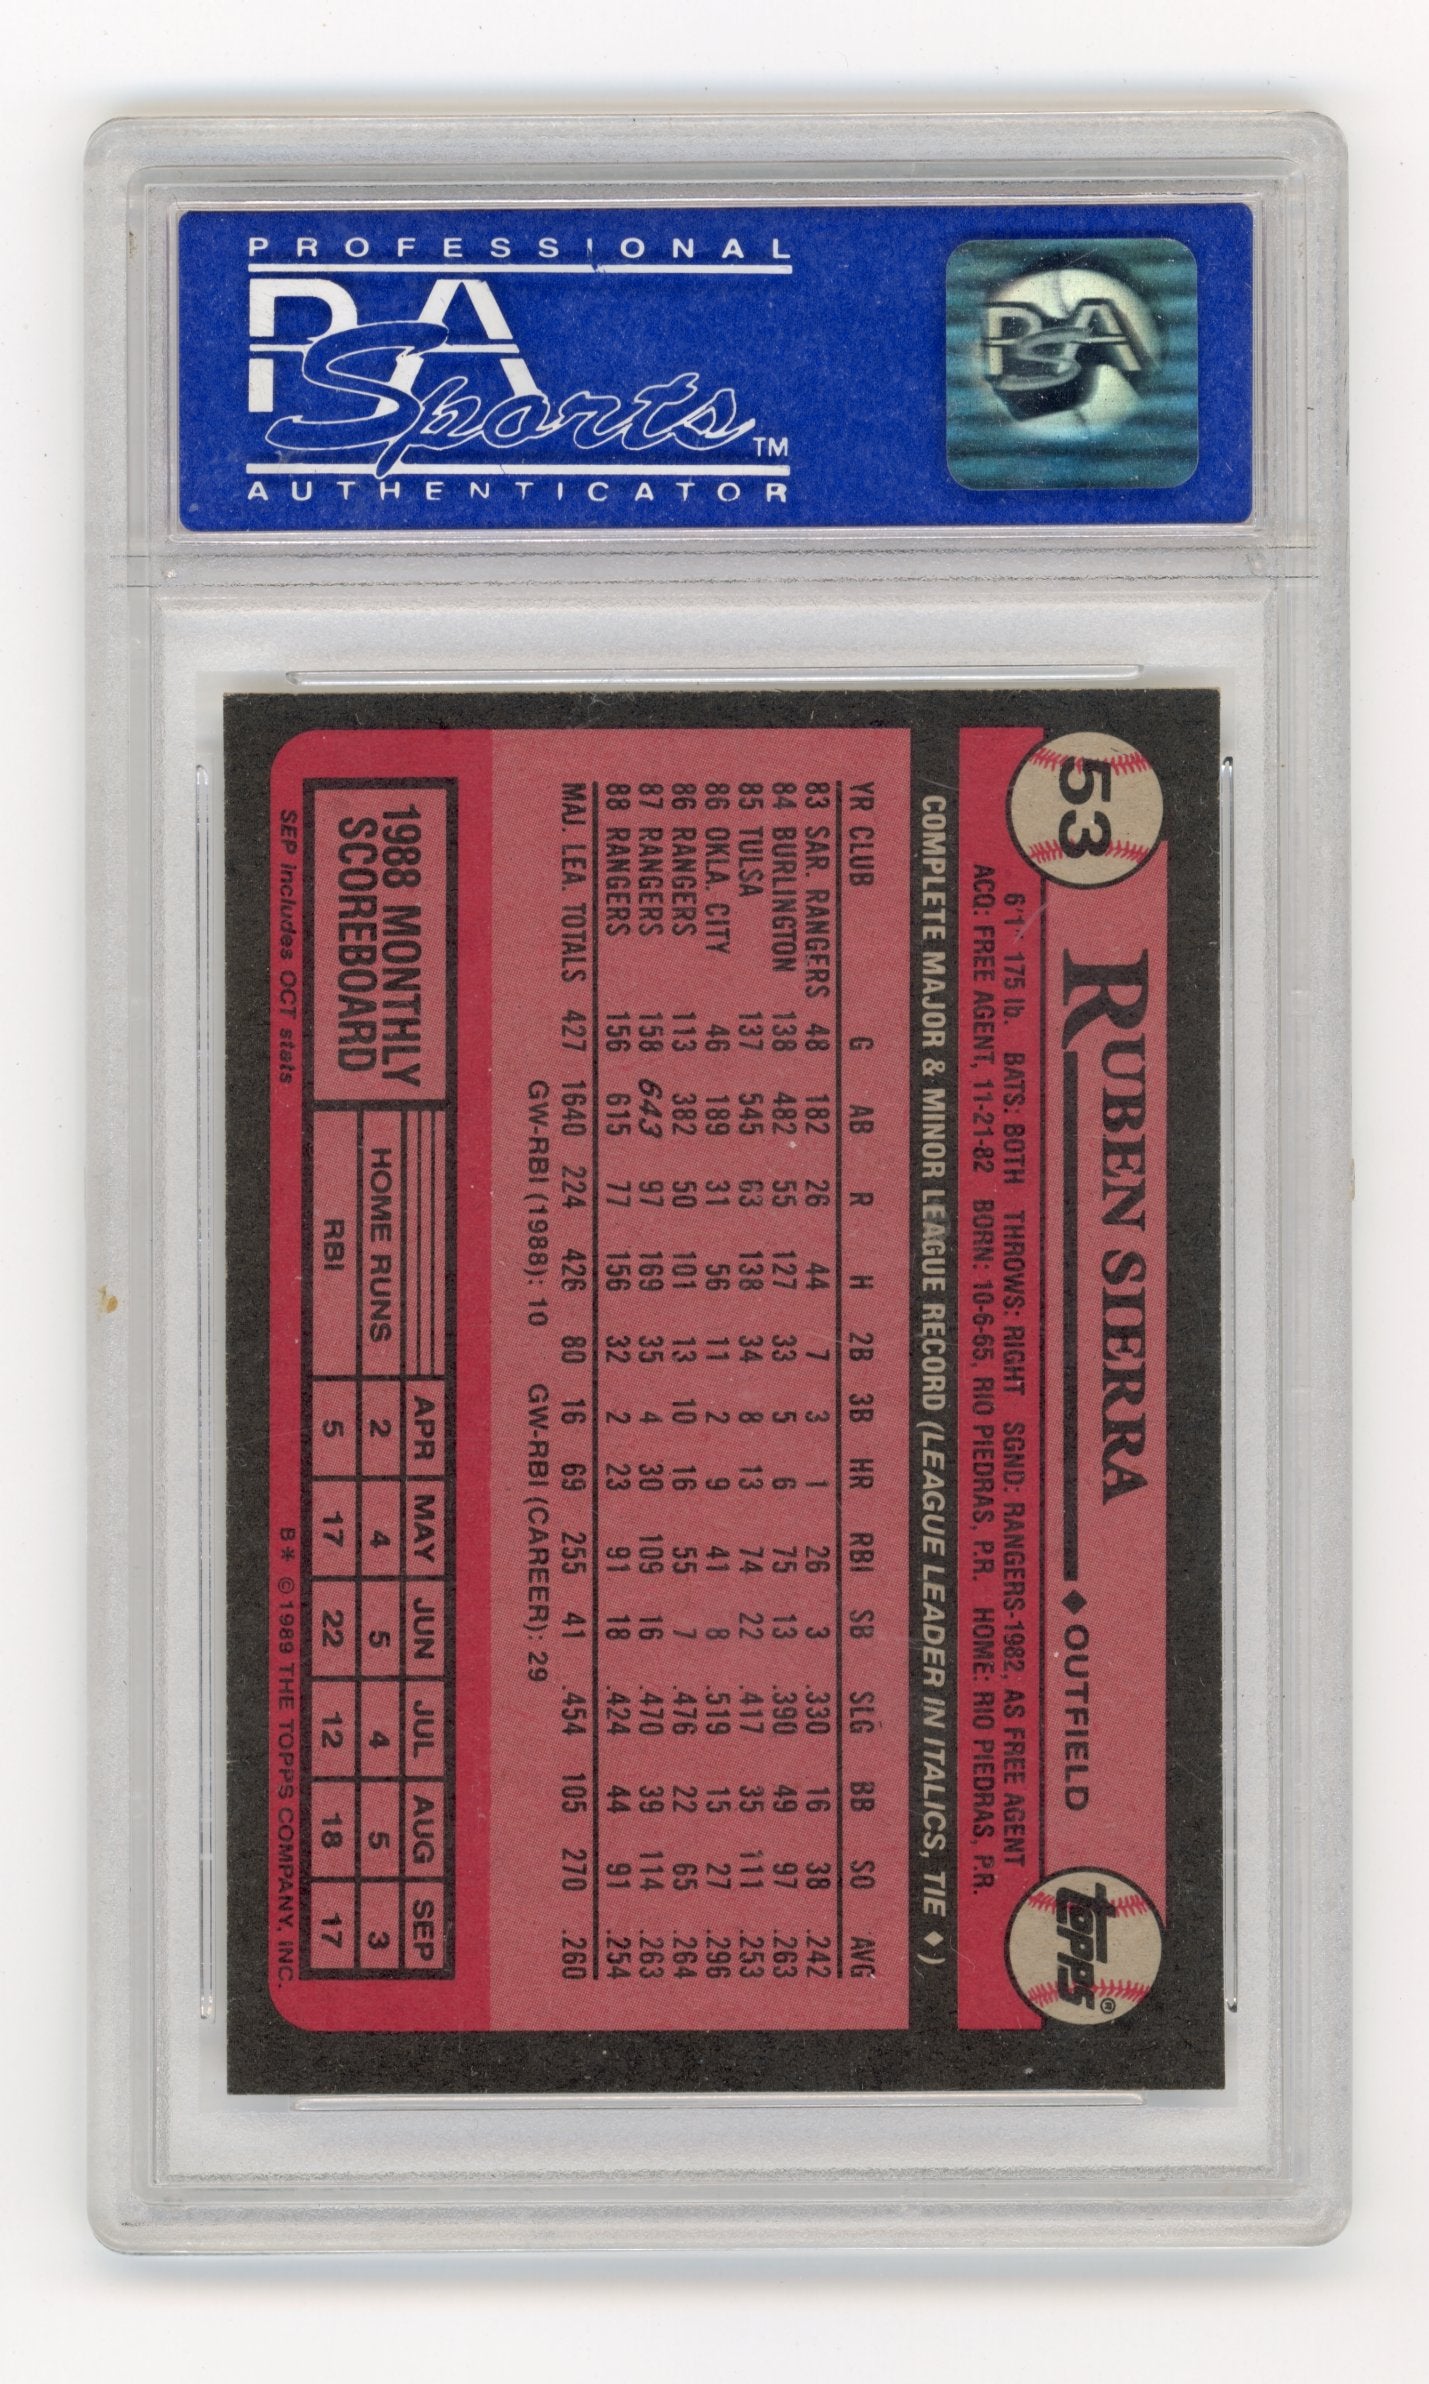 PROFESSIONAL
PSA
Sports™
AUTHENTICATOR
PSA
53
RUBEN SIERRA ♦ OUTFIELD
topps®
6'1" 175 lb. BATS: BOTH THROWS: RIGHT SGND: RANGERS-1982, AS FREE AGENT
ACQ: FREE AGENT, 11-21-82 BORN: 10-6-65, RIO PIEDRAS, P.R. HOME: RIO PIEDRAS, P.R.
COMPLETE MAJOR & MINOR LEAGUE RECORD (LEAGUE LEADER IN ITALICS, TIE ♦)
YR CLUB G AB R H 2B 3B HR RBI SB SLG BB SO AVG
83 SAR. RANGERS 48 182 26 44 7 3 1 26 3 .330 16 38 .242
84 BURLINGTON 138 482 55 127 33 5 6 75 13 .390 49 97 .263
85 TULSA 137 545 63 138 34 8 13 74 22 .417 35 111 .253
86 OKLA. CITY 46 189 31 56 11 2 9 41 8 .519 15 27 .296
86 RANGERS 113 382 50 101 13 10 16 55 7 .476 22 65 .264
87 RANGERS 158 643 97 169 35 4 30 109 16 .470 39 114 .263
88 RANGERS 156 615 77 156 32 2 23 91 18 .424 44 91 .254
MAJ. LEA. TOTALS 427 1640 224 426 80 16 69 255 41 .454 105 270 .260
GW-RBI (1988): 10 GW-RBI (CAREER): 29
1988 MONTHLY
SCOREBOARD
APR MAY JUN JUL AUG SEP
HOME RUNS 2 4 5 4 5 3
RBI 5 17 22 12 18 17
SEP includes OCT stats
B* © 1989 THE TOPPS COMPANY, INC.